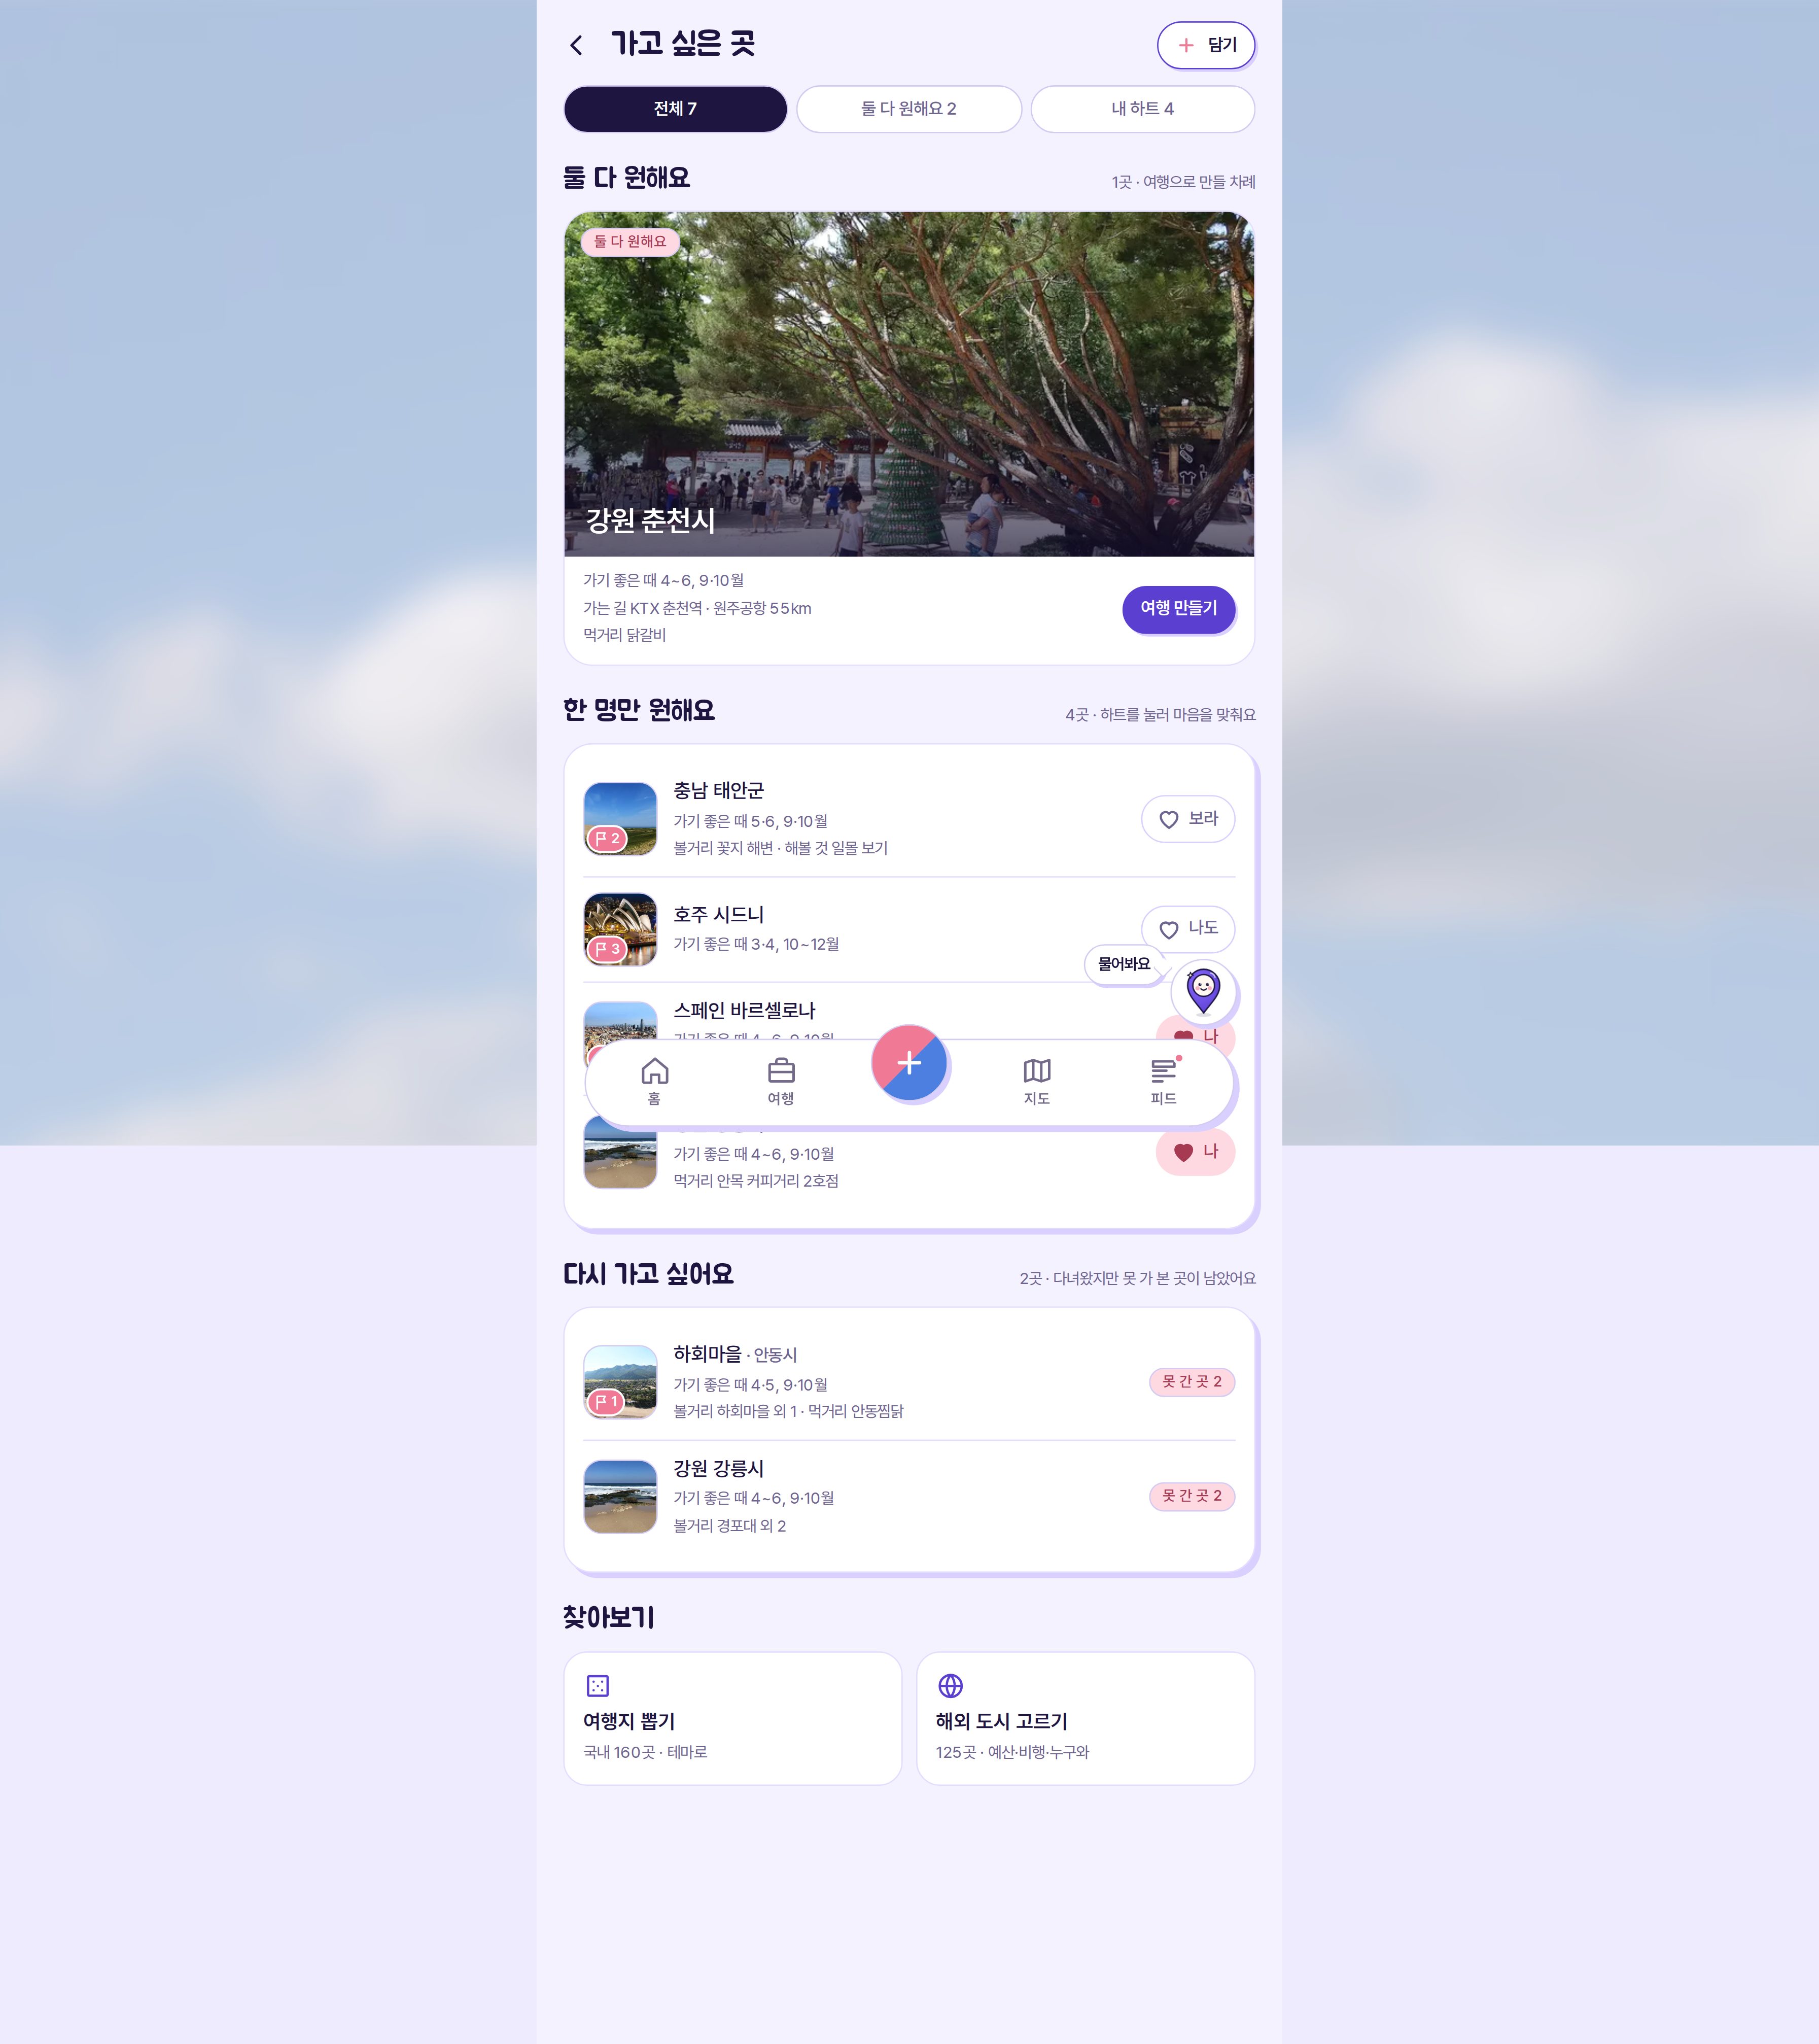 가고 싶은 곳
담기
전체 7
둘 다 원해요 2
내 하트 4
둘 다 원해요
1곳 · 여행으로 만들 차례
둘 다 원해요
강원 춘천시
가기 좋은 때 4~6, 9·10월
가는 길 KTX 춘천역 · 원주공항 55km
먹거리 닭갈비
여행 만들기
한 명만 원해요
4곳 · 하트를 눌러 마음을 맞춰요
충남 태안군
가기 좋은 때 5·6, 9·10월
볼거리 꽃지 해변 · 해볼 것 일몰 보기
2
보라
호주 시드니
가기 좋은 때 3·4, 10~12월
3
나도
물어봐요
스페인 바르셀로나
나
홈
여행
지도
피드
가기 좋은 때 4~6, 9·10월
먹거리 안목 커피거리 2호점
나
다시 가고 싶어요
2곳 · 다녀왔지만 못 가 본 곳이 남았어요
하회마을 · 안동시
가기 좋은 때 4·5, 9·10월
볼거리 하회마을 외 1 · 먹거리 안동찜닭
1
못 간 곳 2
강원 강릉시
가기 좋은 때 4~6, 9·10월
볼거리 경포대 외 2
못 간 곳 2
찾아보기
여행지 뽑기
국내 160곳 · 테마로
해외 도시 고르기
125곳 · 예산·비행·누구와